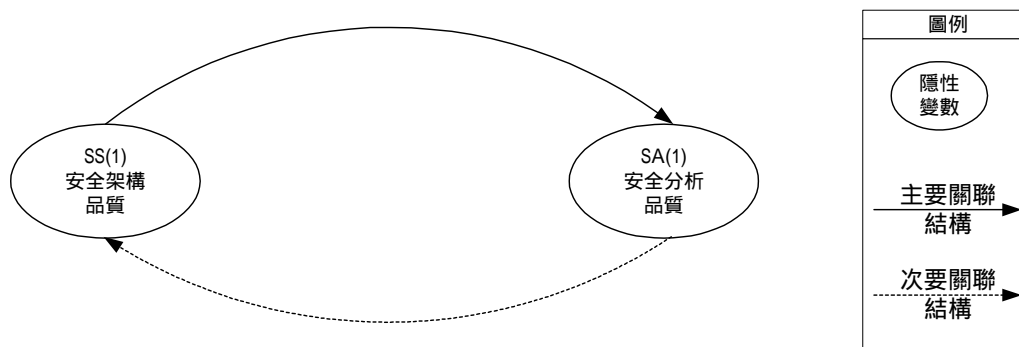 SS(1)
安全架構
品質
SA(1)
安全分析
品質
圖例
隱性
變數
主要關聯
結構
次要關聯
結構